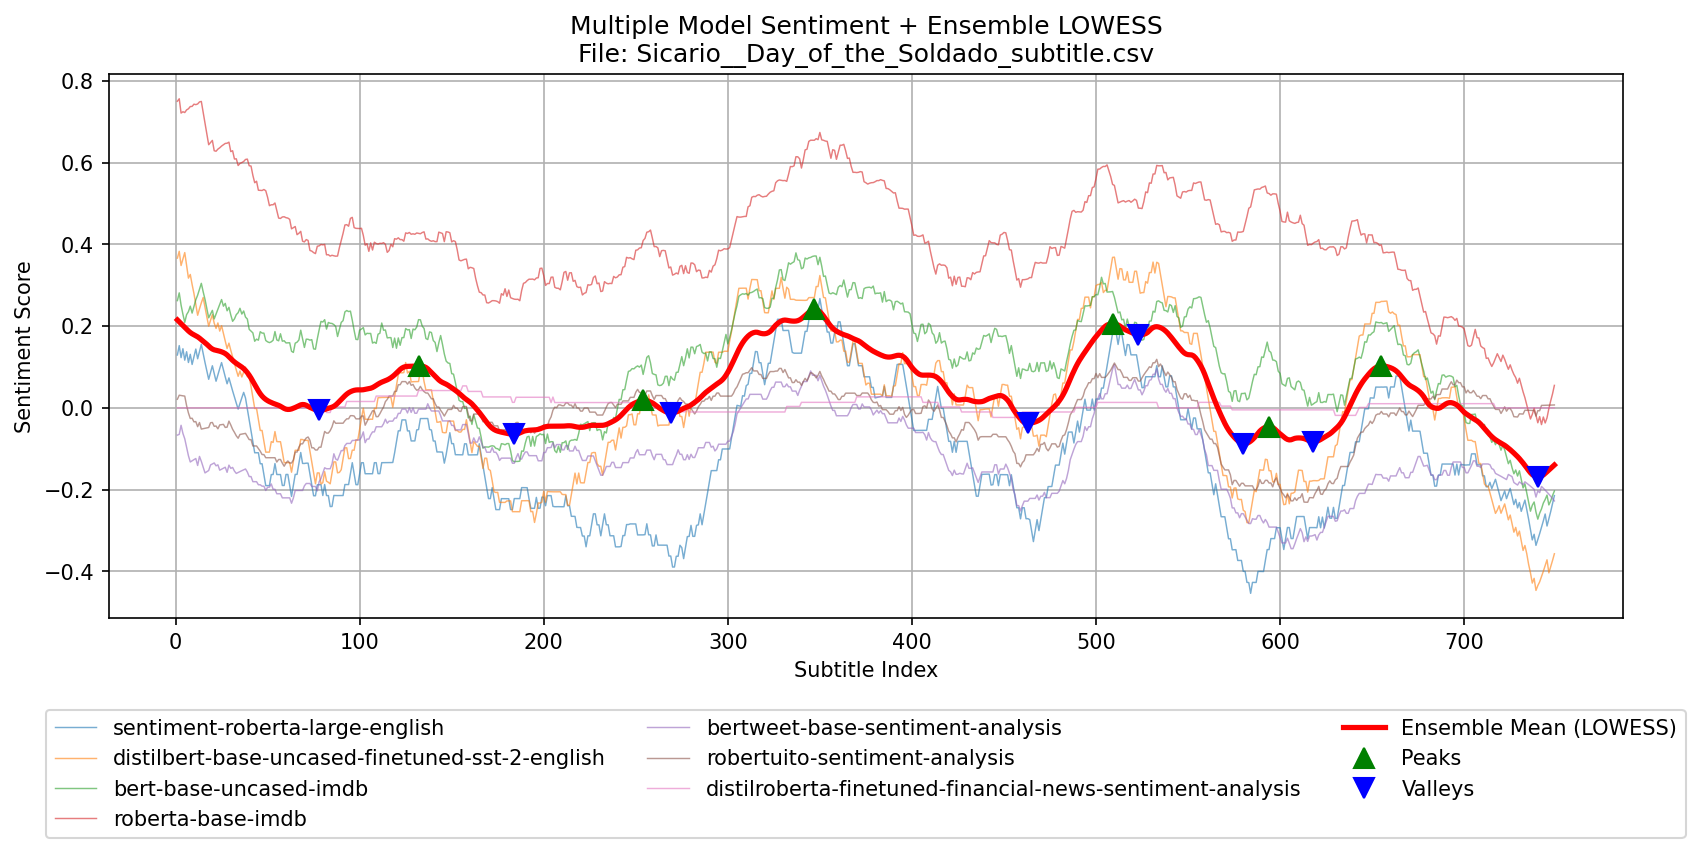 Multiple Model Sentiment + Ensemble LOWESS
File: Sicario__Day_of_the_Soldado_subtitle.csv
Sentiment Score
0.8
0.6
0.4
0.2
0.0
−0.2
−0.4
0 100 200 300 400 500 600 700
Subtitle Index
sentiment-roberta-large-english
distilbert-base-uncased-finetuned-sst-2-english
bert-base-uncased-imdb
roberta-base-imdb
bertweet-base-sentiment-analysis
robertuito-sentiment-analysis
distilroberta-finetuned-financial-news-sentiment-analysis
Ensemble Mean (LOWESS)
Peaks
Valleys